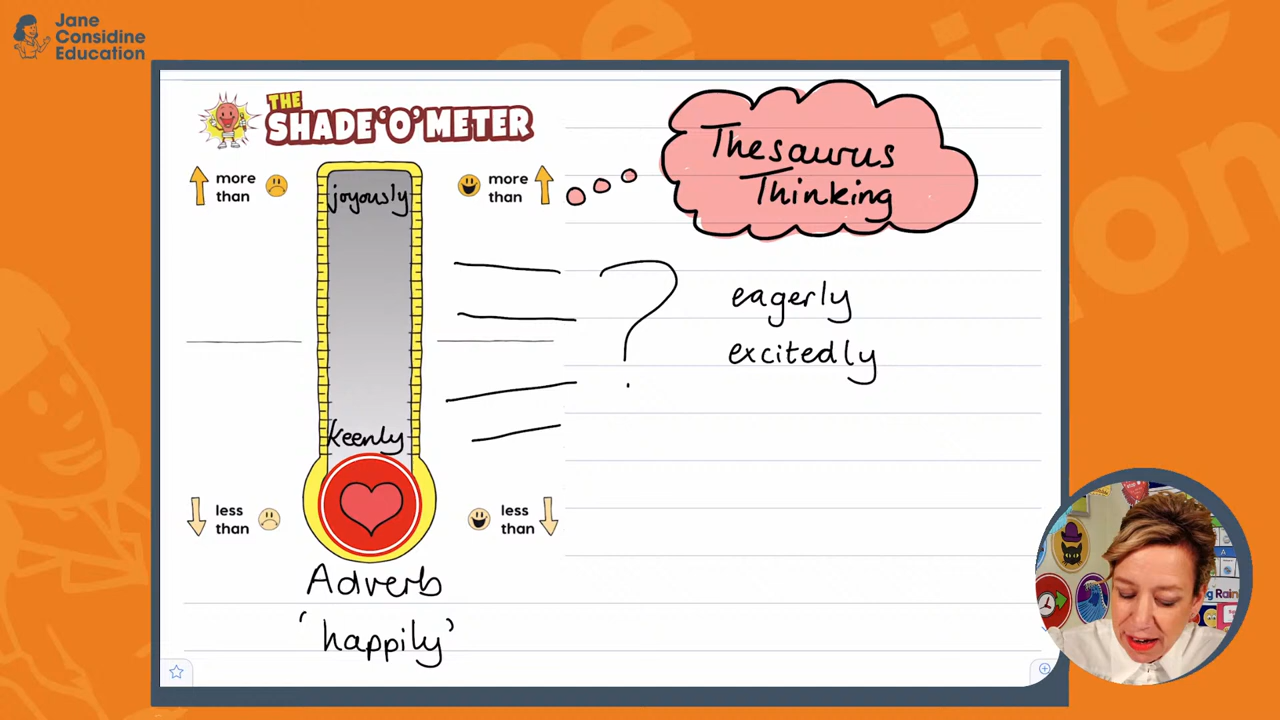 Jane
Considine
Education
THE
SHADE'O'METER
more
than
more
than
joyously
Thesaurus
Thinking
eagerly
excitedly
?
keenly
less
than
less
than
Adverb
'happily'